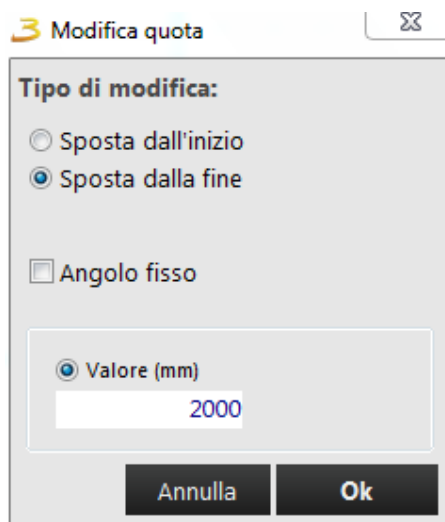 Modifica quota
Tipo di modifica:
Sposta dall'inizio
Sposta dalla fine
Angolo fisso
Valore (mm)
2000
Annulla Ok